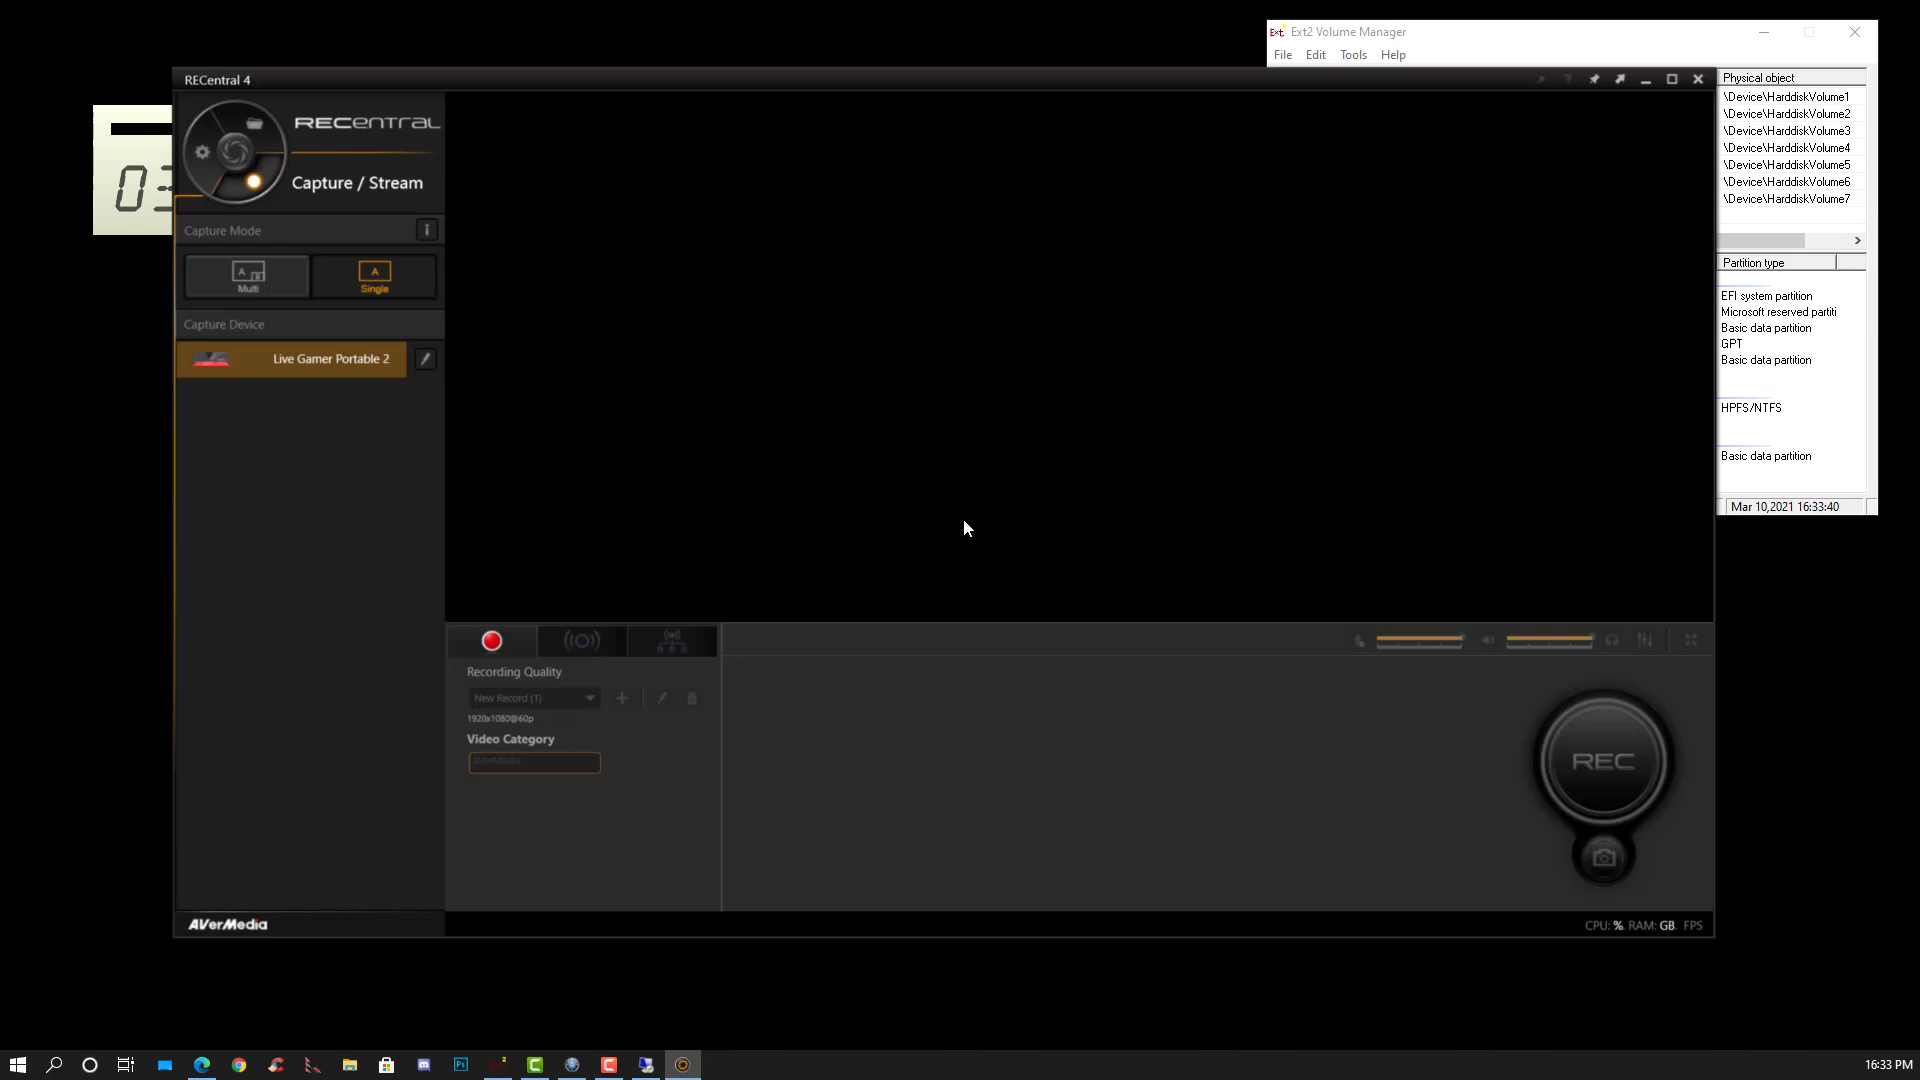 Ext2 Volume Manager
File Edit Tools Help
RECentral 4
Physical object
\Device\HarddiskVolume1
\Device\HarddiskVolume2
\Device\HarddiskVolume3
\Device\HarddiskVolume4
\Device\HarddiskVolume5
\Device\HarddiskVolume6
\Device\HarddiskVolume7
Partition type
EFI system partition
Microsoft reserved partiti
Basic data partition
GPT
Basic data partition
HPFS/NTFS
Basic data partition
Mar 10,2021 16:33:40
03
RECENTRAL
Capture / Stream
Capture Mode
i
A B
Multi
A
Single
Capture Device
Live Gamer Portable 2
Recording Quality
New Record (1)
1920x1080@60p
Video Category
AVerMedia
REC
AVerMedia
CPU: %. RAM: GB. FPS
Ps
16:33 PM